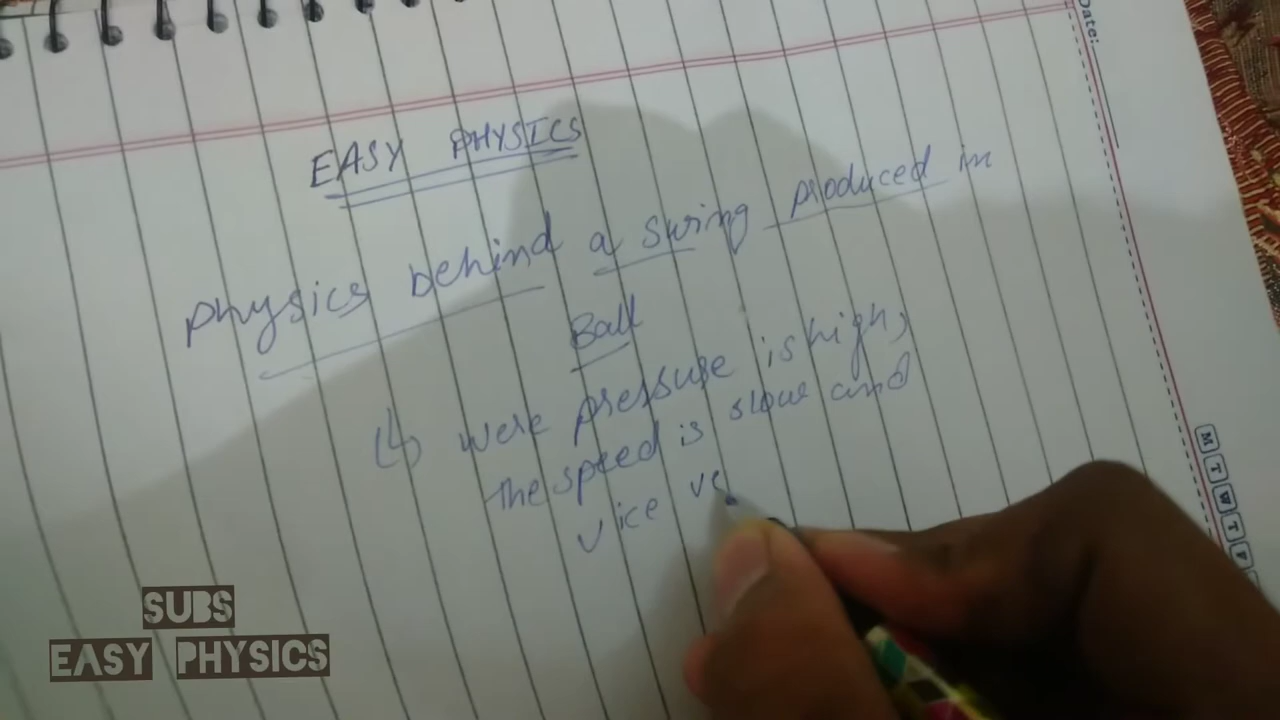 Date:
EASY PHYSICS
Physics behind a swing produced in
Ball
were pressure is high,
the speed is slow and
vice ve
M T W T F
SUBS
EASY PHYSICS